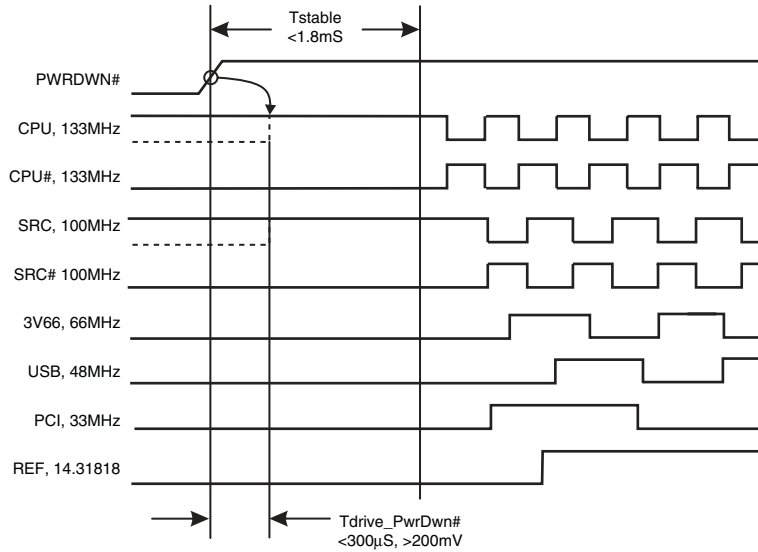 Tstable
<1.8mS
PWRDWN#
CPU, 133MHz
CPU#, 133MHz
SRC, 100MHz
SRC# 100MHz
3V66, 66MHz
USB, 48MHz
PCI, 33MHz
REF, 14.31818
Tdrive_PwrDwn#
<300µS, >200mV